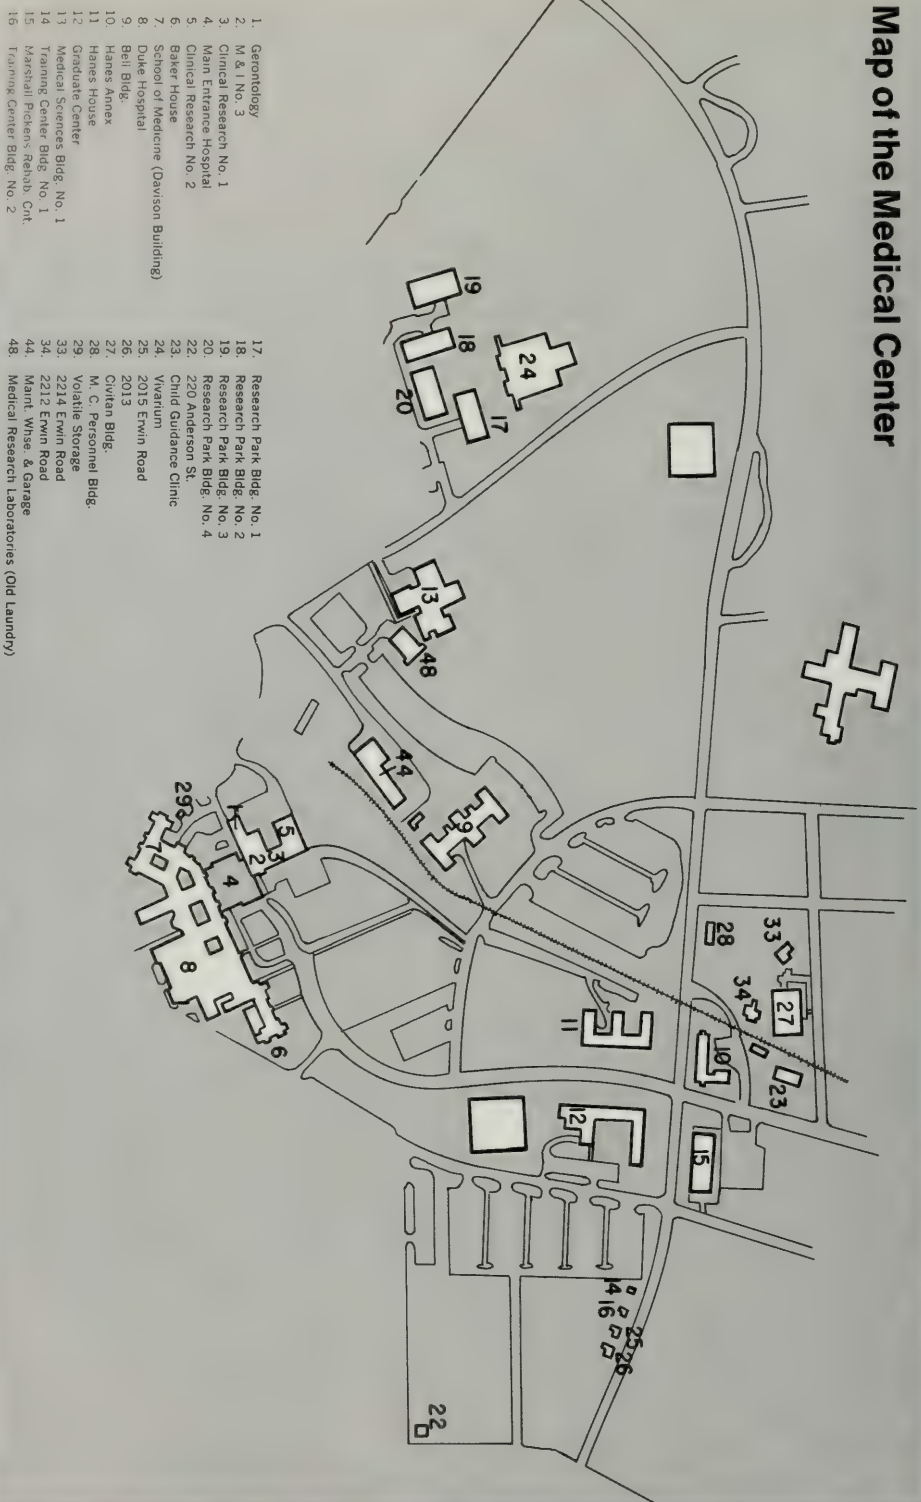 Map of the Medical Center
1. Gerontology
2. M & I No. 3
3. Clinical Research No. 1
4. Main Entrance Hospital
5. Clinical Research No. 2
6. Baker House
7. School of Medicine (Davison Building)
8. Duke Hospital
9. Bell Bldg.
10. Hanes Annex
11 Hanes House
12 Graduate Center
13 Medical Sciences Bldg. No. 1
14 Training Center Bldg. No. 1
15 Marshall Pickens Rehab. Cnt.
16 Training Center Bldg. No. 2
17. Research Park Bldg. No. 1
18. Research Park Bldg. No. 2
19. Research Park Bldg. No. 3
20. Research Park Bldg. No. 4
22. 220 Anderson St.
23. Child Guidance Clinic
24. Vivarium
25. 2015 Erwin Road
26. 2013
27. Civitan Bldg.
28. M. C. Personnel Bldg.
29. Volatile Storage
33. 2214 Erwin Road
34. 2212 Erwin Road
44. Maint. Whse. & Garage
48. Medical Research Laboratories (Old Laundry)
19
18
24
20
17
13
48
44
9
29
1
5
3
2
4
8
6
11
28
33
34
27
10
23
12
15
14
16
25
26
22